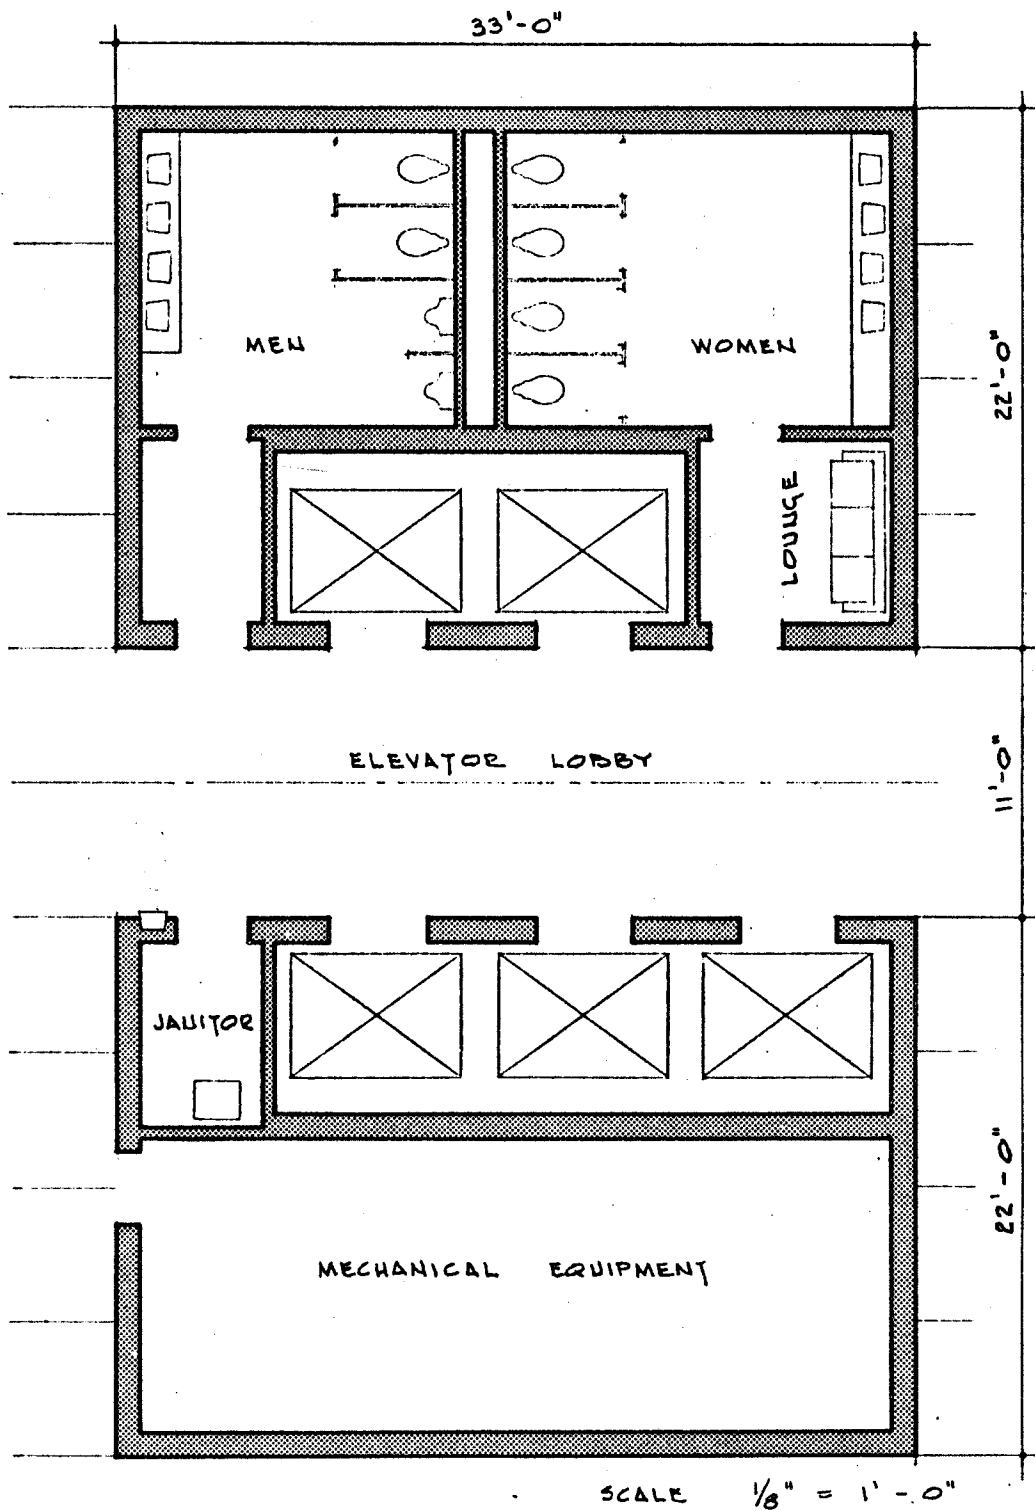 33'-0"
MEN
WOMEN
22'-0"
LOUNGE
ELEVATOR LOBBY
11'-0"
JANITOR
22'-0"
MECHANICAL EQUIPMENT
SCALE 1/8" = 1'-0"